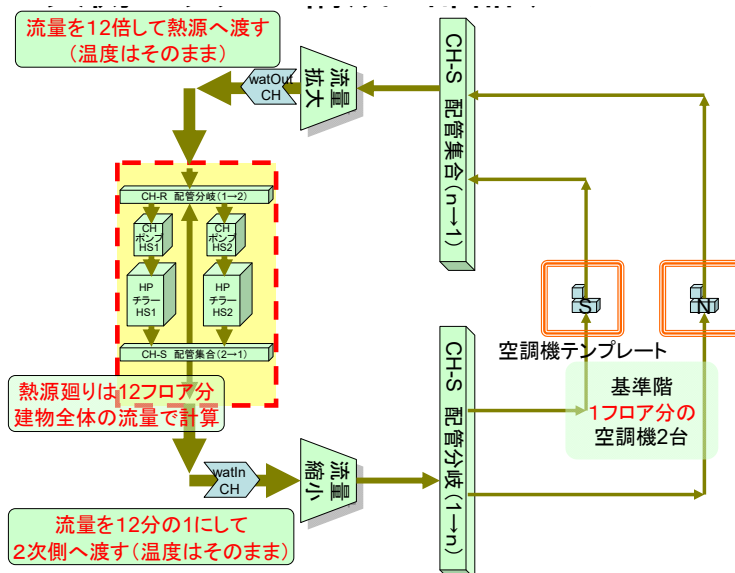 流量を12倍して熱源へ渡す
(温度はそのまま)
watOut
CH
流量
拡大
CH-S 配管集合(n→1)
CH-R 配管分岐(1→2)
CH
ポンプ
HS1
CH
ポンプ
HS2
HP
チラー
HS1
HP
チラー
HS2
CH-S 配管集合(2→1)
S
N
空調機テンプレート
熱源廻りは12フロア分
建物全体の流量で計算
基準階
1フロア分の
空調機2台
watIn
CH
流量
縮小
CH-S 配管分岐(1→n)
流量を12分の1にして
2次側へ渡す(温度はそのまま)